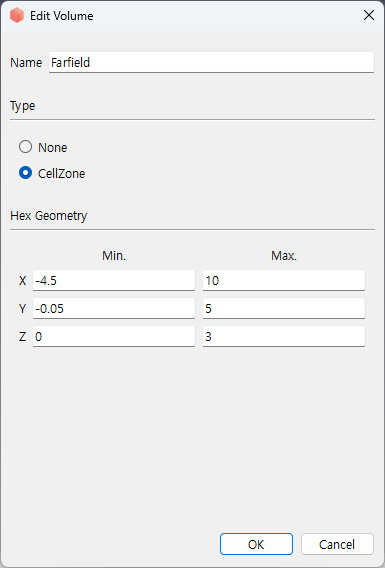 Edit Volume
Name Farfield
Type
None
CellZone
Hex Geometry
Min. Max.
X -4.5 10
Y -0.05 5
Z 0 3
OK Cancel